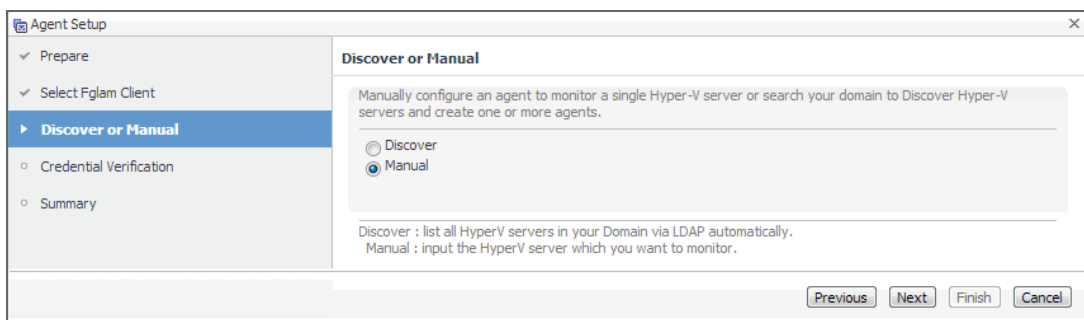 Agent Setup
Prepare
Select Fglam Client
Discover or Manual
Credential Verification
Summary
Discover or Manual
Manually configure an agent to monitor a single Hyper-V server or search your domain to Discover Hyper-V
servers and create one or more agents.
Discover
Manual
Discover : list all HyperV servers in your Domain via LDAP automatically.
Manual : input the HyperV server which you want to monitor.
Previous Next Finish Cancel